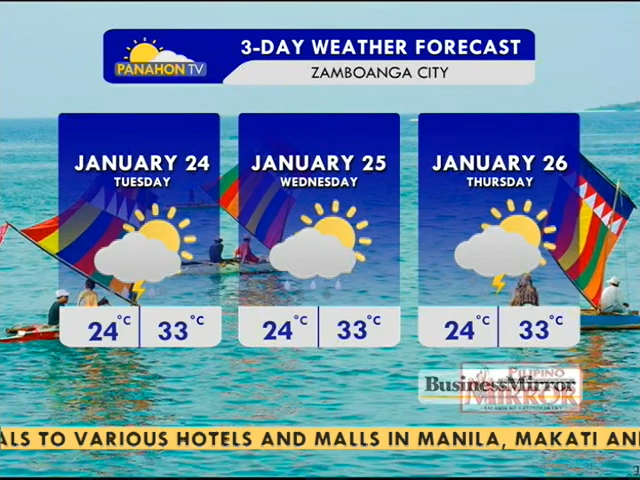 3-DAY WEATHER FORECAST
PANAHON TV
ZAMBOANGA CITY
JANUARY 24
TUESDAY
24°C 33°C
JANUARY 25
WEDNESDAY
24°C 33°C
JANUARY 26
THURSDAY
24°C 33°C
PILIPINO
BusinessMirror
MIRROR
ALS TO VARIOUS HOTELS AND MALLS IN MANILA, MAKATI AN